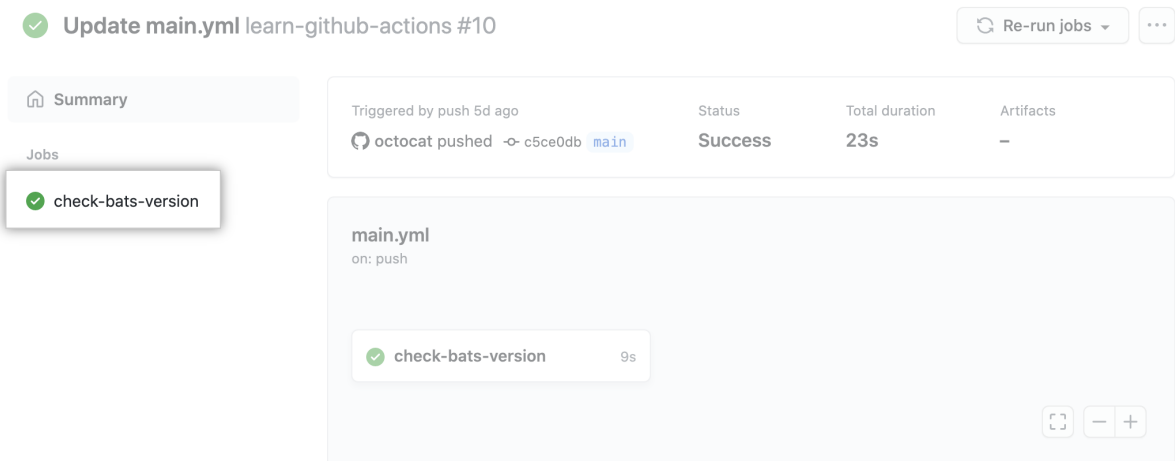 Update main.yml learn-github-actions #10
Re-run jobs
Summary
Jobs
check-bats-version
Triggered by push 5d ago
octocat pushed c5ce0db main
Status
Success
Total duration
23s
Artifacts
–
main.yml
on: push
check-bats-version 9s